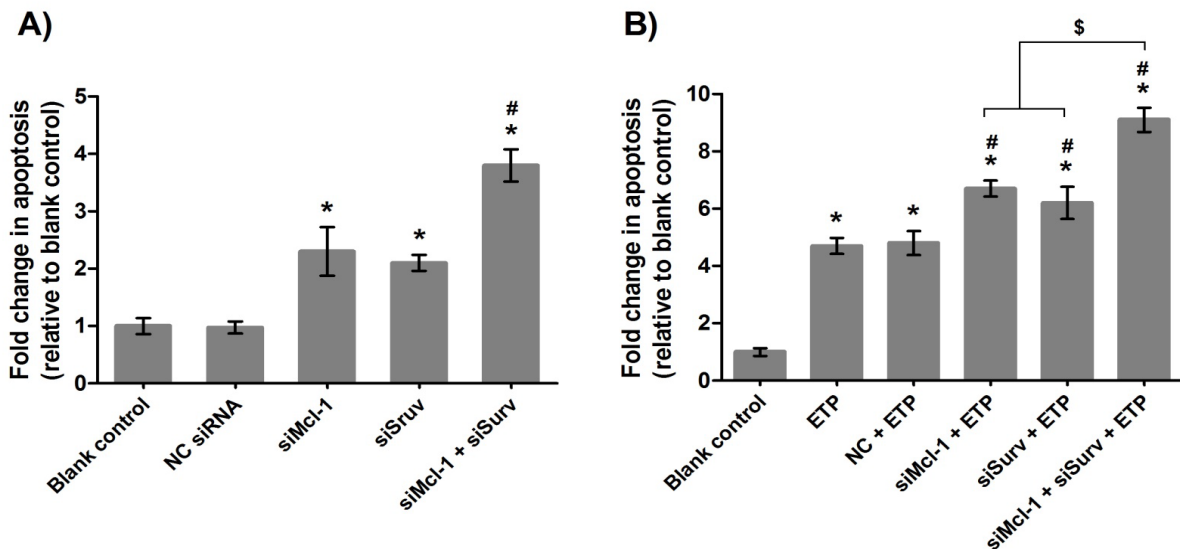 A)
Fold change in apoptosis
(relative to blank control)
5
4
3
2
1
0
#
*
*
*
Blank control
NC siRNA
siMcl-1
siSruv
siMcl-1 + siSurv
B)
Fold change in apoptosis
(relative to blank control)
10
8
6
4
2
0
$
#
*
#
*
#
*
*
*
Blank control
ETP
NC + ETP
siMcl-1 + ETP
siSurv + ETP
siMcl-1 + siSurv + ETP